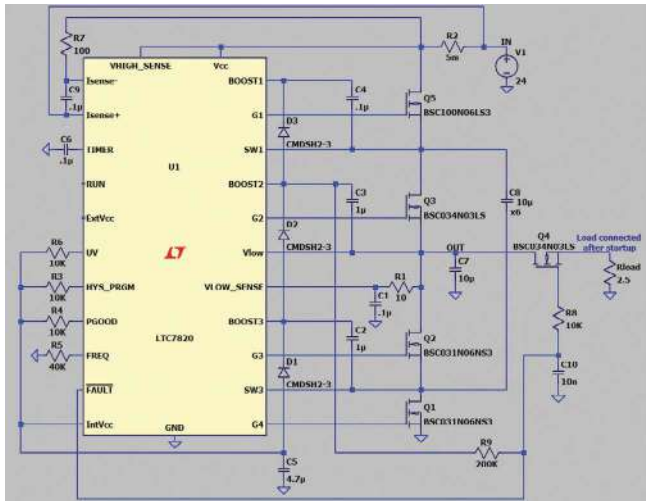 R7
100
R2
5m
IN
V1
24
VHIGH_SENSE
Vcc
Isense-
C9
.1µ
Isense+
BOOST1
C4
.1µ
Q5
BSC100N06LS3
G1
D3
CMDSH2-3
C6
.1µ
TIMER
SW1
U1
RUN
BOOST2
C3
1µ
Q3
BSC034N03LS
C8
10µ
x6
ExtVcc
G2
D2
CMDSH2-3
Q4
BSC034N03LS
Load connected
after startup
R6
10K
UV
Vlow
OUT
C7
10µ
Rload
2.5
R3
10K
HYS_PRGM
VLOW_SENSE
R1
10
C1
.1µ
R4
10K
PGOOD
BOOST3
R8
10K
LTC7820
C2
1µ
Q2
BSC031N06NS3
R5
40K
FREQ
G3
D1
CMDSH2-3
C10
10n
FAULT
SW3
Q1
BSC031N06NS3
IntVcc
GND
G4
R9
200K
C5
4.7µ